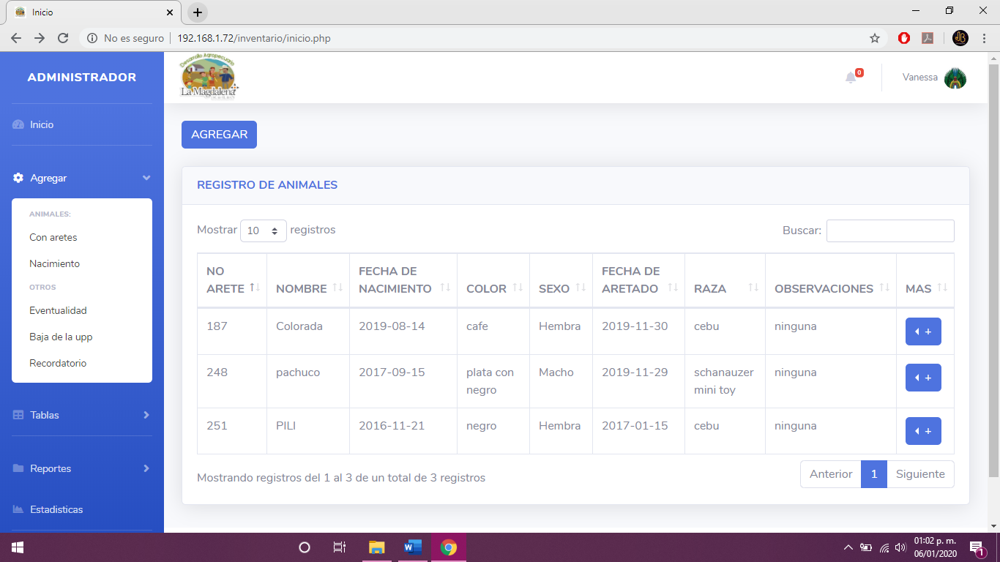 Inicio
No es seguro
192.168.1.72/inventario/inicio.php
ADMINISTRADOR
Inicio
Agregar
ANIMALES:
Con aretes
Nacimiento
OTROS
Eventualidad
Baja de la upp
Recordatorio
Tablas
Reportes
Estadisticas
Desarrollo Agropecuario
La Magdalena
0
Vanessa
AGREGAR
REGISTRO DE ANIMALES
Mostrar 10 registros
Buscar:
NO ARETE NOMBRE FECHA DE NACIMIENTO COLOR SEXO FECHA DE ARETADO RAZA OBSERVACIONES MAS
187 Colorada 2019-08-14 cafe Hembra 2019-11-30 cebu ninguna +
248 pachuco 2017-09-15 plata con negro Macho 2019-11-29 schanauzer mini toy ninguna +
251 PILI 2016-11-21 negro Hembra 2017-01-15 cebu ninguna +
Mostrando registros del 1 al 3 de un total de 3 registros
Anterior 1 Siguiente
01:02 p. m.
06/01/2020
1